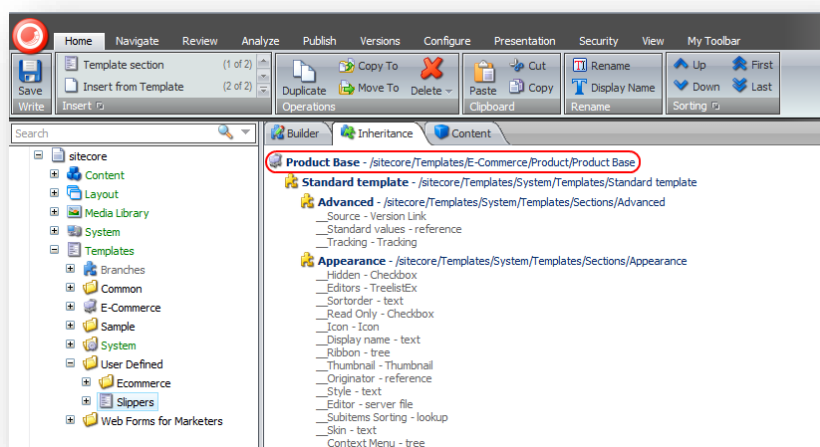 Home Navigate Review Analyze Publish Versions Configure Presentation Security View My Toolbar
Save
Write
Template section (1 of 2)
Insert from Template (2 of 2)
Insert
Duplicate
Copy To
Move To
Delete
Operations
Paste
Cut
Copy
Clipboard
Rename
Display Name
Rename
Up First
Down Last
Sorting
Search
Builder Inheritance Content
sitecore
Content
Layout
Media Library
System
Templates
Branches
Common
E-Commerce
Sample
System
User Defined
Ecommerce
Slippers
Web Forms for Marketers
Product Base - /sitecore/Templates/E-Commerce/Product/Product Base
Standard template - /sitecore/Templates/System/Templates/Standard template
Advanced - /sitecore/Templates/System/Templates/Sections/Advanced
__Source - Version Link
__Standard values - reference
__Tracking - Tracking
Appearance - /sitecore/Templates/System/Templates/Sections/Appearance
__Hidden - Checkbox
__Editors - TreelistEx
__Sortorder - text
__Read Only - Checkbox
__Icon - Icon
__Display name - text
__Ribbon - tree
__Thumbnail - Thumbnail
__Originator - reference
__Style - text
__Editor - server file
__Subitems Sorting - lookup
__Skin - text
__Context Menu - tree